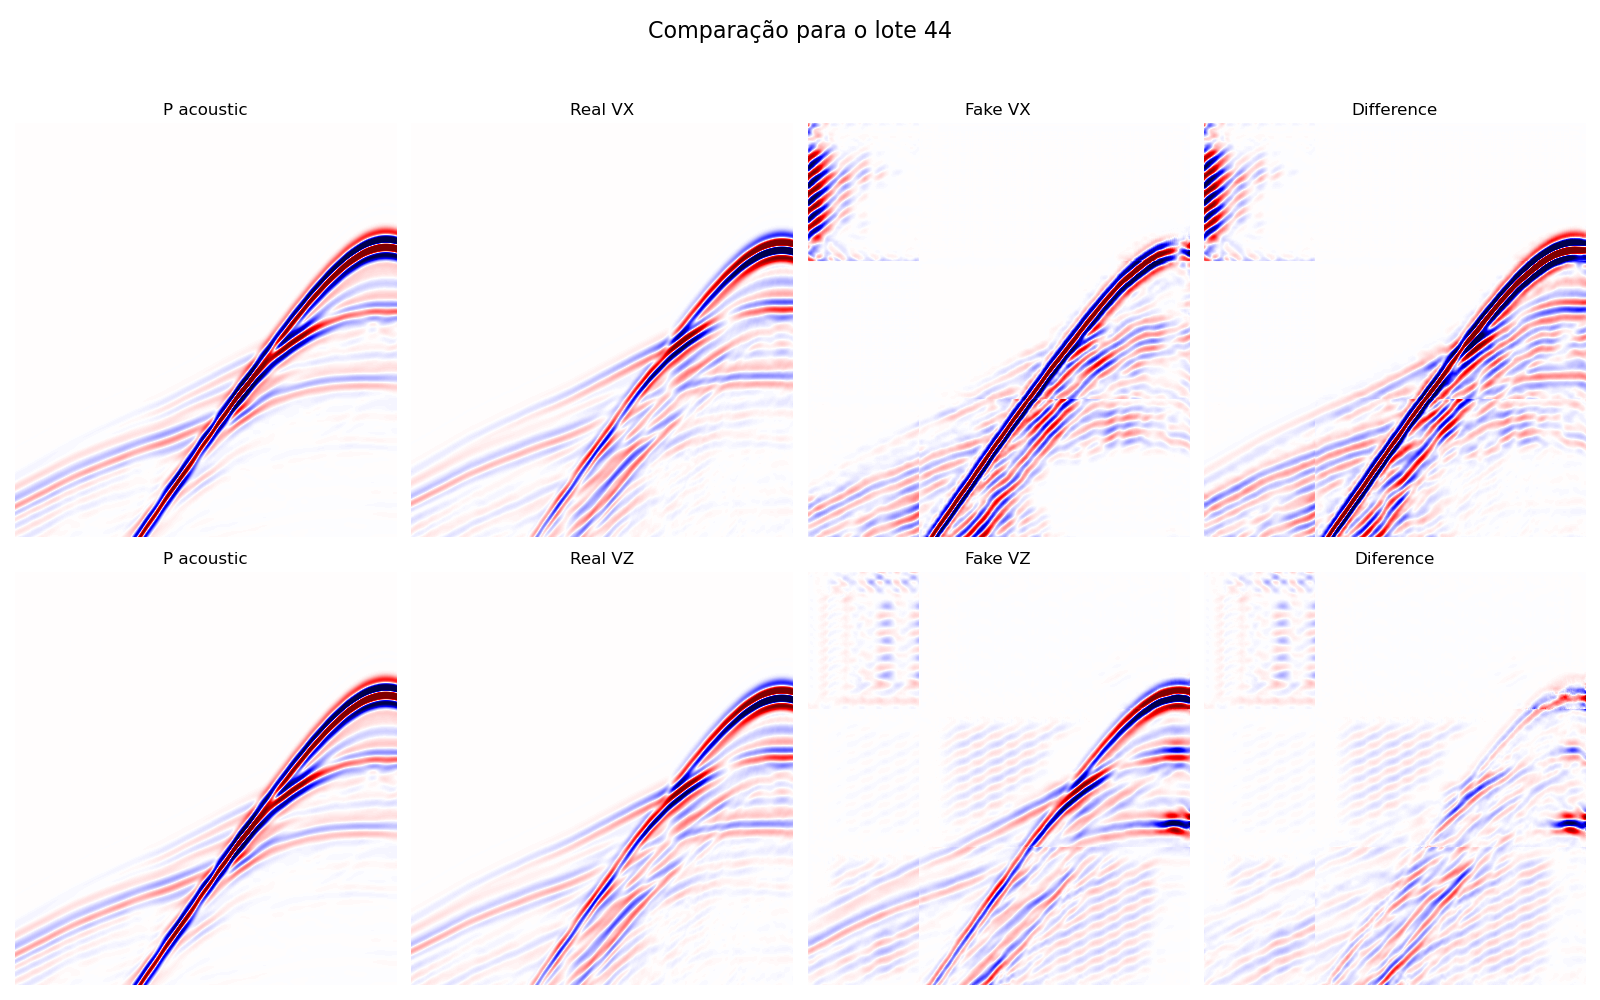 Comparação para o lote 44
P acoustic
Real VX
Fake VX
Difference
P acoustic
Real VZ
Fake VZ
Diference